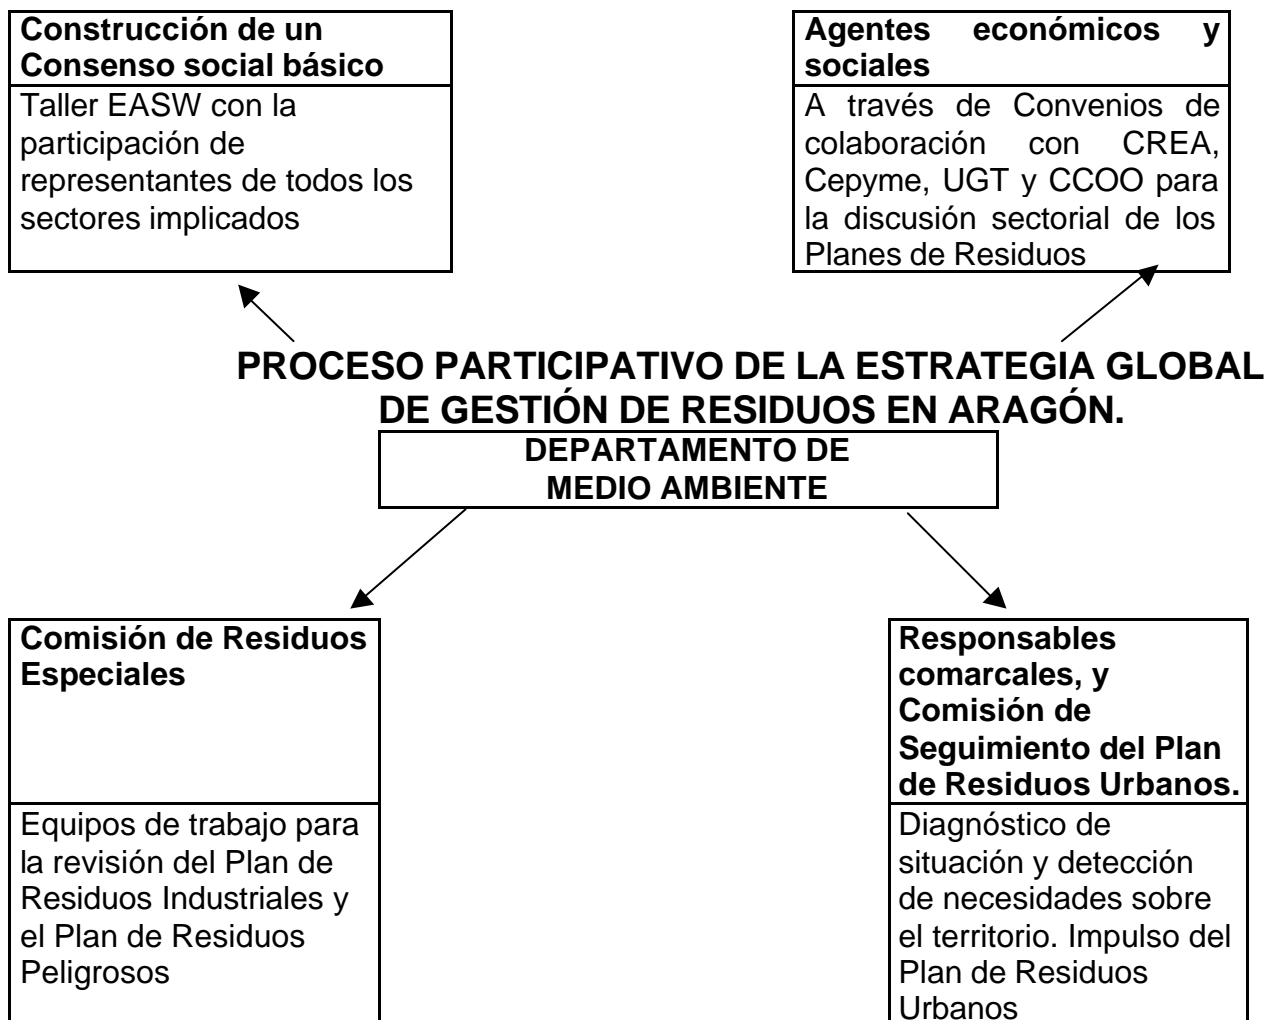 Construcción de un
Consenso social básico
Taller EASW con la
participación de
representantes de todos los
sectores implicados
Agentes económicos y
sociales
A través de Convenios de
colaboración con CREA,
Cepyme, UGT y CCOO para
la discusión sectorial de los
Planes de Residuos
PROCESO PARTICIPATIVO DE LA ESTRATEGIA GLOBAL
DE GESTIÓN DE RESIDUOS EN ARAGÓN.
DEPARTAMENTO DE
MEDIO AMBIENTE
Comisión de Residuos
Especiales
Equipos de trabajo para
la revisión del Plan de
Residuos Industriales y
el Plan de Residuos
Peligrosos
Responsables
comarcales, y
Comisión de
Seguimiento del Plan
de Residuos Urbanos.
Diagnóstico de
situación y detección
de necesidades sobre
el territorio. Impulso del
Plan de Residuos
Urbanos